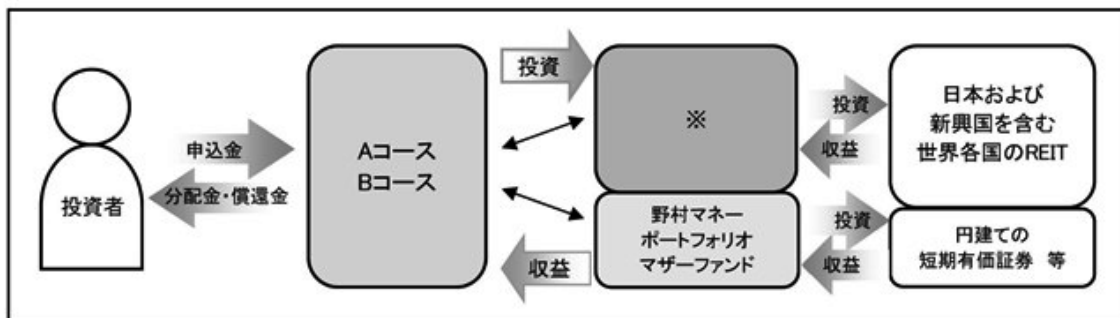 投資者
申込金
分配金・償還金
Aコース
Bコース
投資
収益
※
野村マネー
ポートフォリオ
マザーファンド
投資
収益
投資
収益
日本および
新興国を含む
世界各国のREIT
円建ての
短期有価証券 等